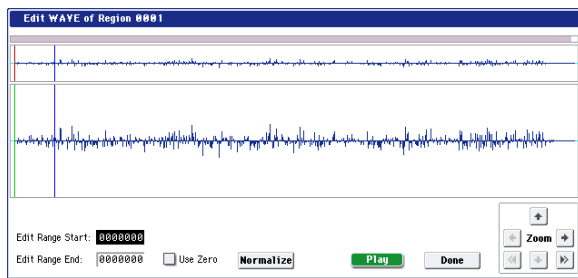 Edit WAVE of Region 0001
Edit Range Start: 0000000
Edit Range End: 0000000 Use Zero Normalize Play Done
Zoom